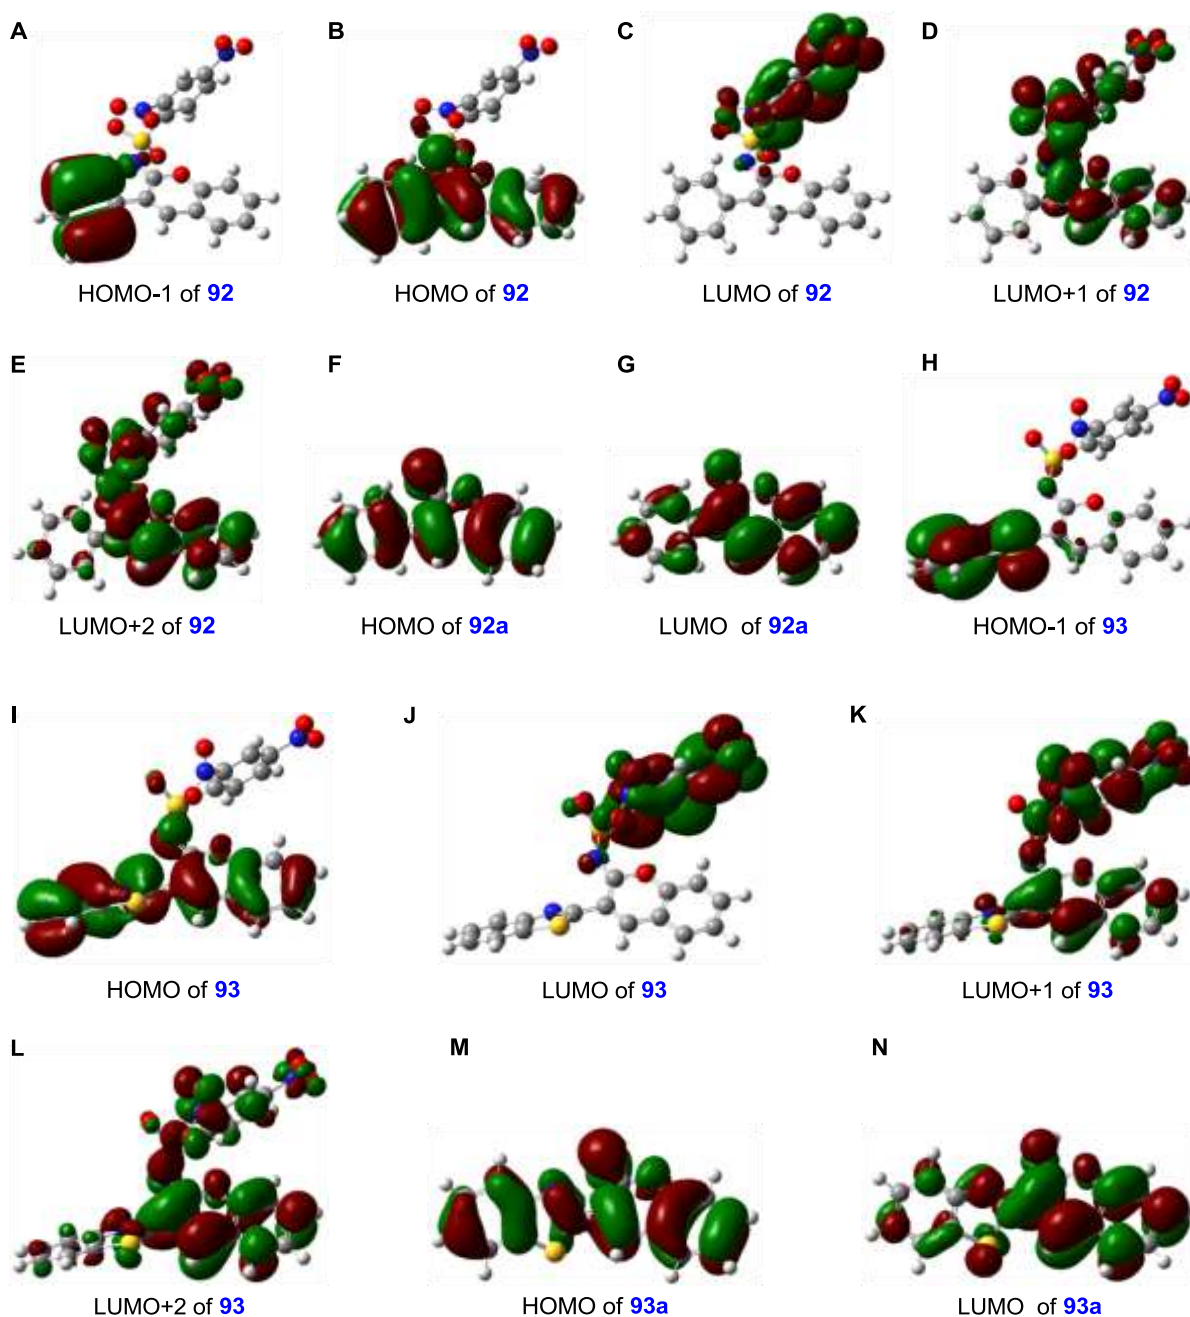 A B C D
HOMO-1 of 92 HOMO of 92 LUMO of 92 LUMO+1 of 92
E F G H
LUMO+2 of 92 HOMO of 92a LUMO of 92a HOMO-1 of 93
I J K
HOMO of 93 LUMO of 93 LUMO+1 of 93
L M N
LUMO+2 of 93 HOMO of 93a LUMO of 93a